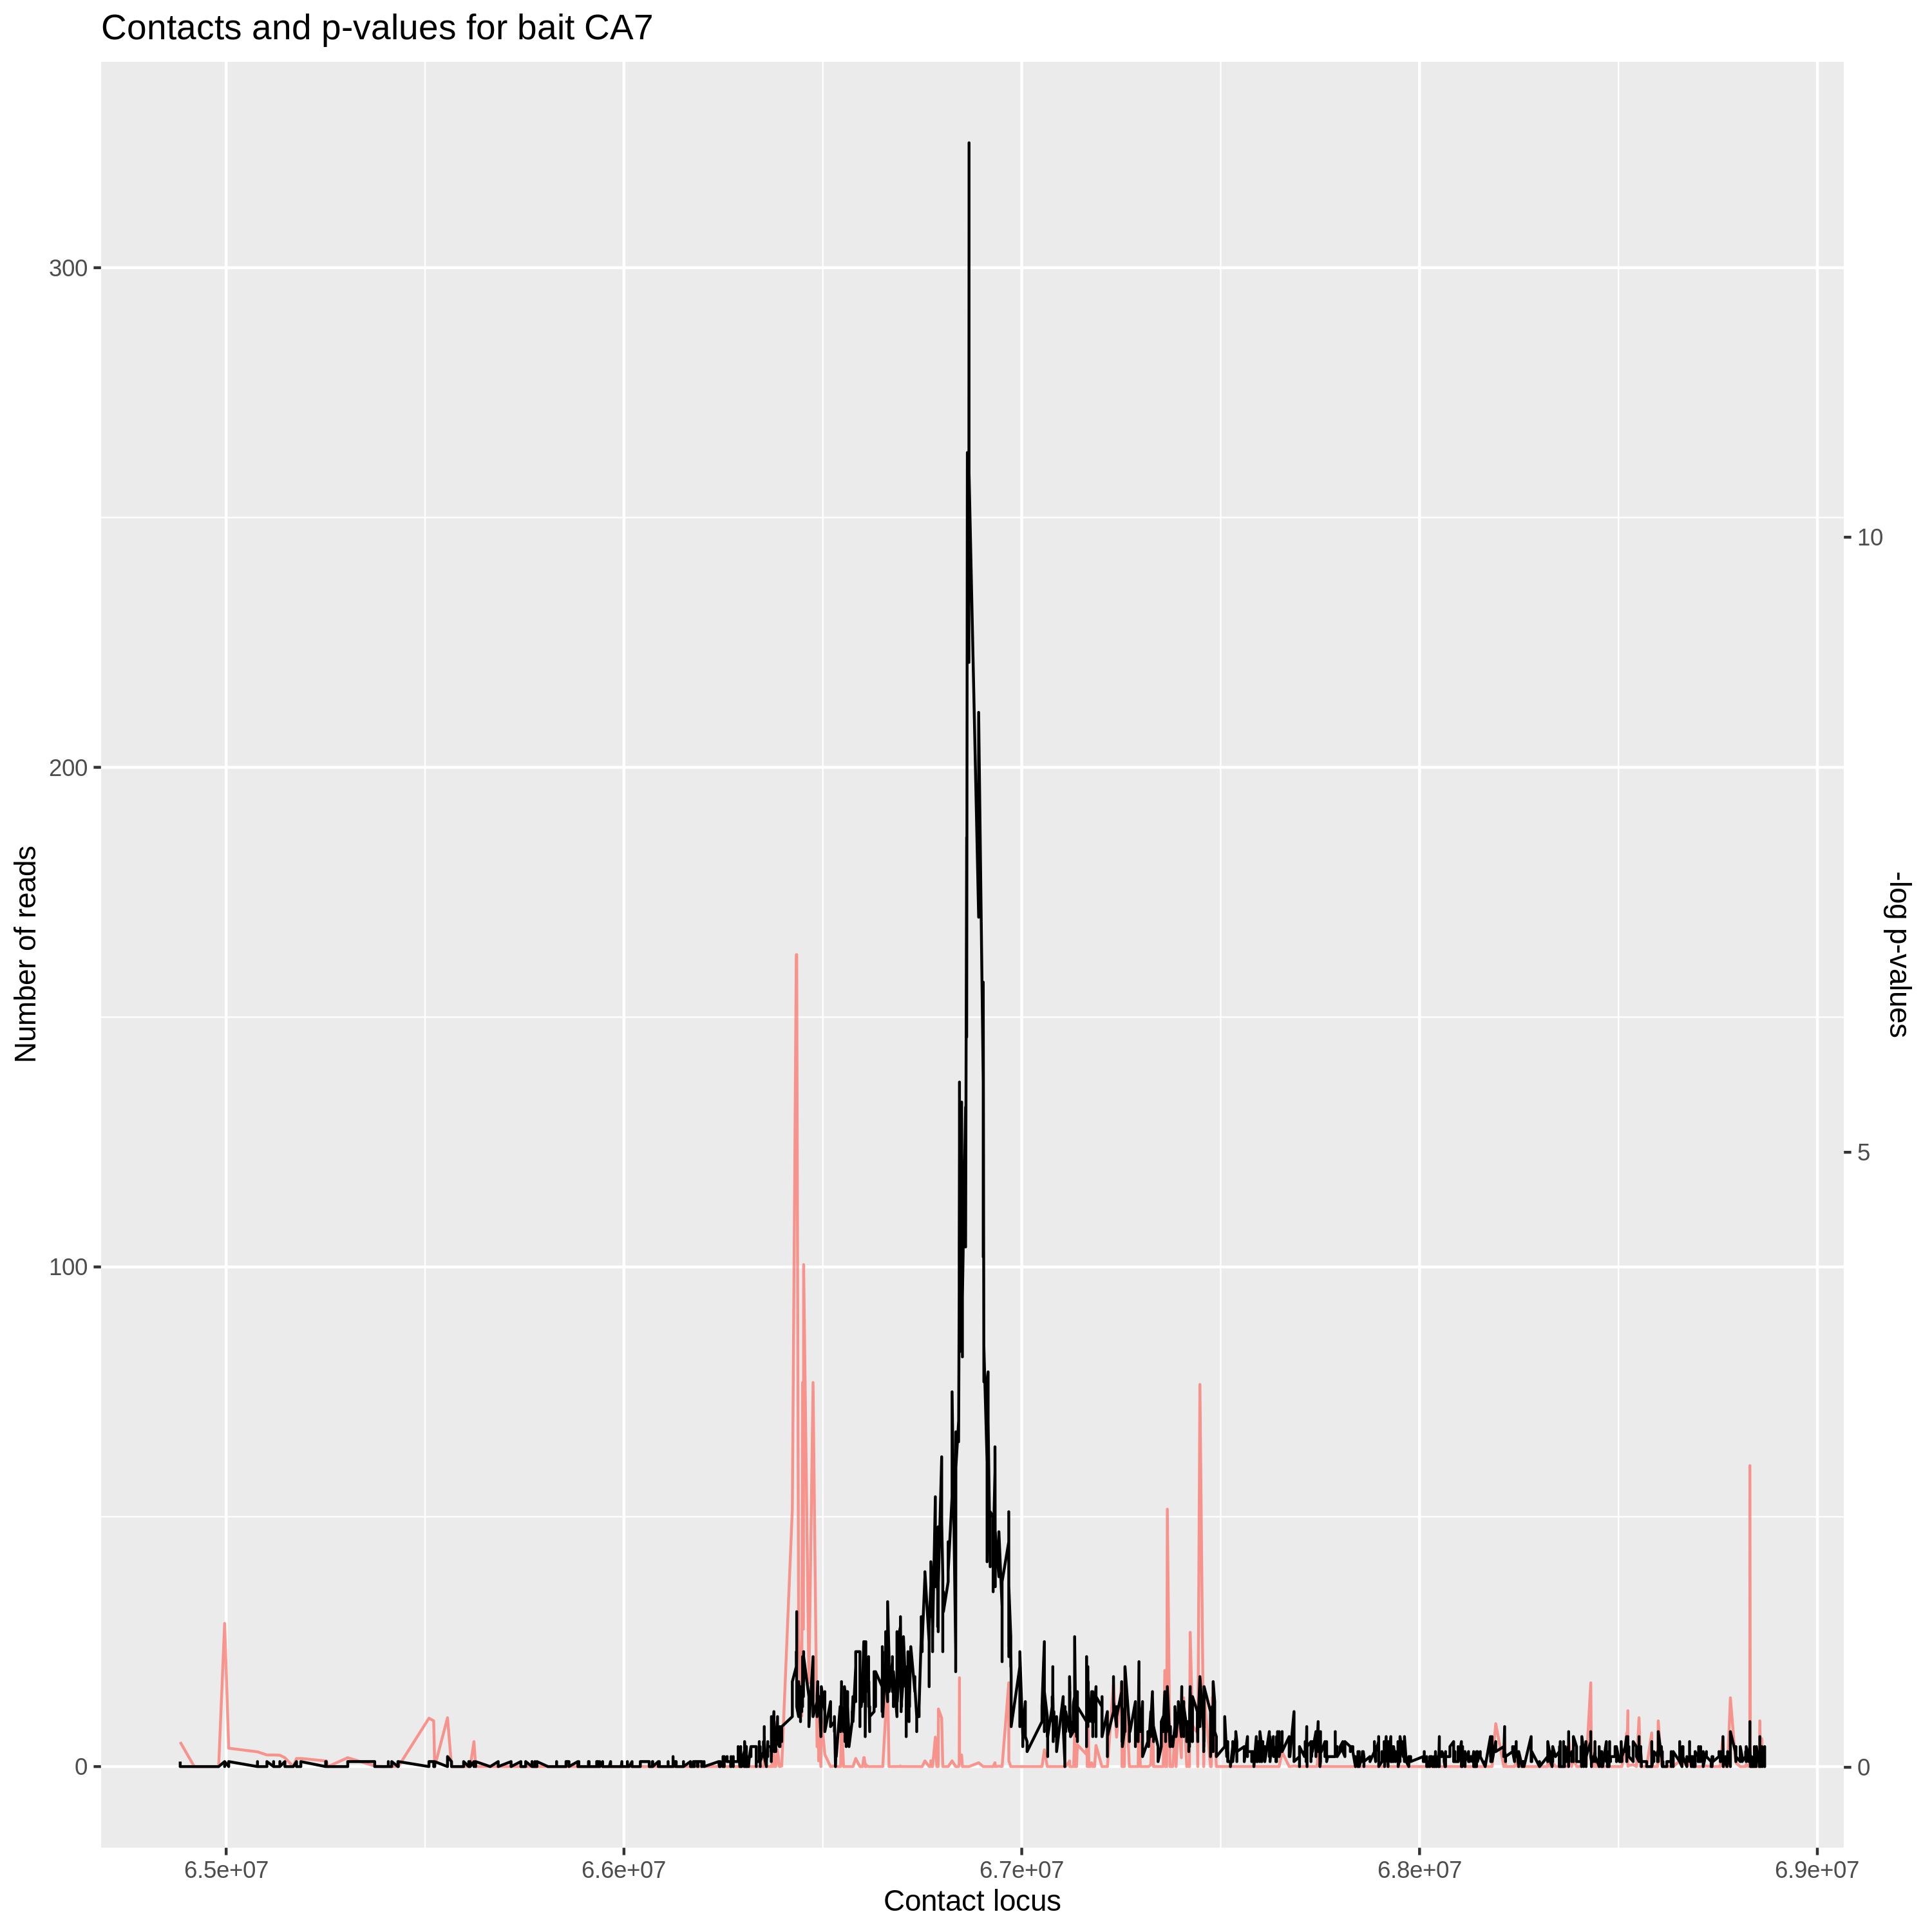 Contacts and p-values for bait CA7
300
200
100
0
Number of reads
10
5
0
-log p-values
6.5e+07
6.6e+07
6.7e+07
6.8e+07
6.9e+07
Contact locus